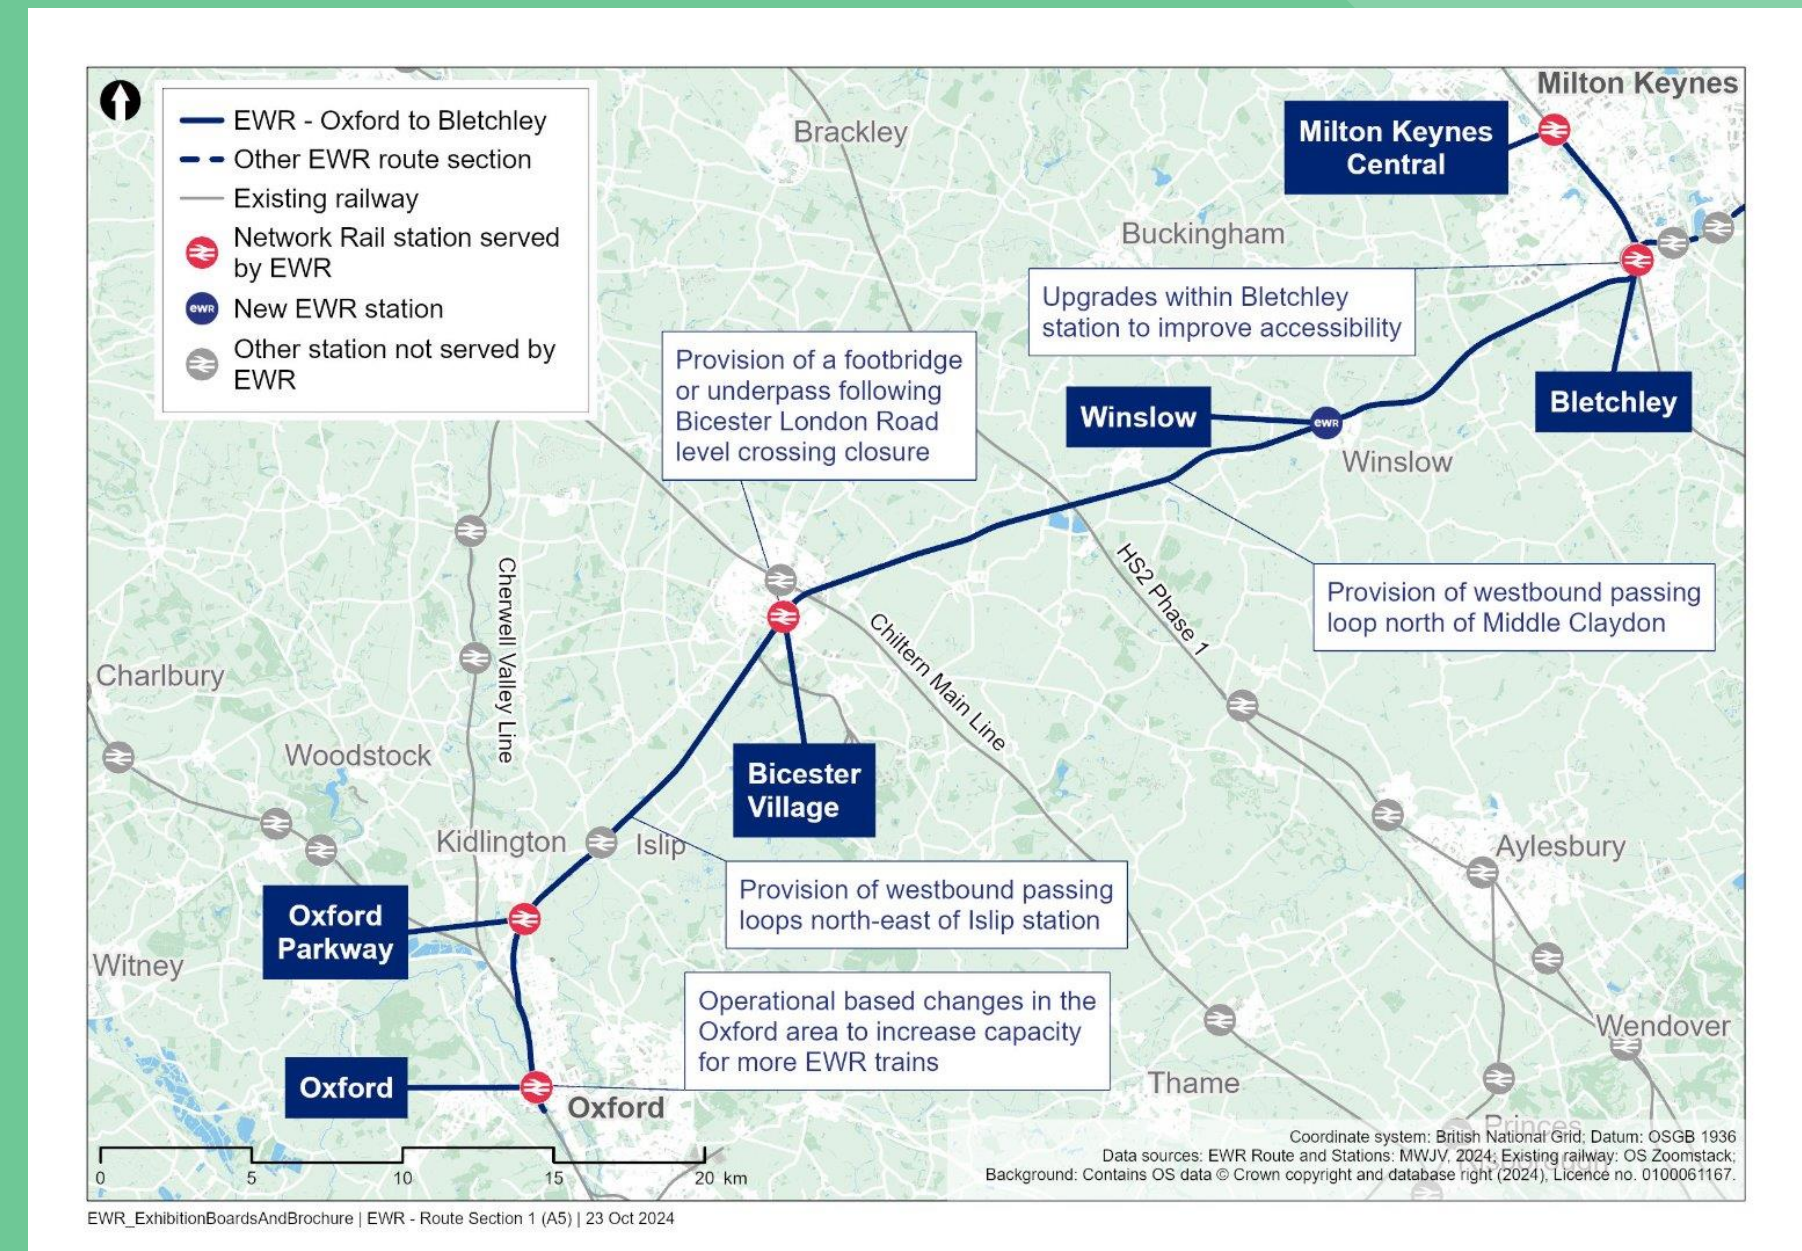 EWR - Oxford to Bletchley
Other EWR route section
Existing railway
Network Rail station served
by EWR
ewr
New EWR station
Other station not served by
EWR
Brackley
Milton Keynes
Milton Keynes
Central
Buckingham
Upgrades within Bletchley
station to improve accessibility
Provision of a footbridge
or underpass following
Bicester London Road
level crossing closure
Winslow
ewr
Winslow
Bletchley
HS2 Phase 1
Provision of westbound passing
loop north of Middle Claydon
Cherwell Valley Line
Chiltern Main Line
Charlbury
Woodstock
Bicester
Village
Kidlington
Islip
Aylesbury
Provision of westbound passing
loops north-east of Islip station
Oxford
Parkway
Witney
Operational based changes in the
Oxford area to increase capacity
for more EWR trains
Wendover
Oxford
Oxford
Thame
Princes
0 5 10 15 20 km
Coordinate system: British National Grid; Datum: OSGB 1936
Data sources: EWR Route and Stations: MWJV, 2024; Existing railway: OS Zoomstack;
Background: Contains OS data © Crown copyright and database right (2024), Licence no. 0100061167.
EWR_ExhibitionBoardsAndBrochure | EWR - Route Section 1 (A5) | 23 Oct 2024